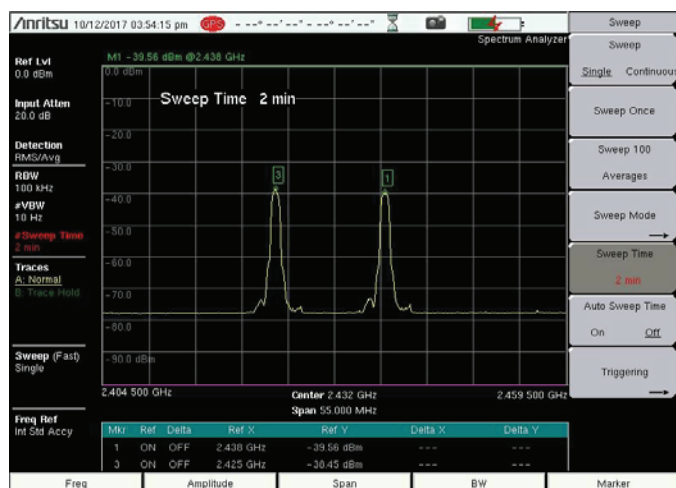 Anritsu 10/12/2017 03:54:15 pm GPS
Spectrum Analyzer
M1 -39.56 dBm @2.438 GHz
Ref Lvl
0.0 dBm
Input Atten
20.0 dB
Detection
RMS/Avg
RBW
100 kHz
#VBW
10 Hz
#Sweep Time
2 min
Traces
A: Normal
B: Trace Hold
Sweep (Fast)
Single
Freq Ref
Int Std Accy
0.0 dBm
Sweep Time 2 min
-10.0
-20.0
-30.0
-40.0
-50.0
-60.0
-70.0
-80.0
-90.0 dBm
3
1
2.404 500 GHz
Center 2.432 GHz
2.459 500 GHz
Span 55.000 MHz
Mkr Ref Delta Ref X Ref Y Delta X Delta Y
1 ON OFF 2.438 GHz -39.56 dBm --- ---
3 ON OFF 2.425 GHz -38.45 dBm --- ---
Sweep
Sweep
Single Continuous
Sweep Once
Sweep 100
Averages
Sweep Mode
Sweep Time
2 min
Auto Sweep Time
On Off
Triggering
Freq Amplitude Span BW Marker